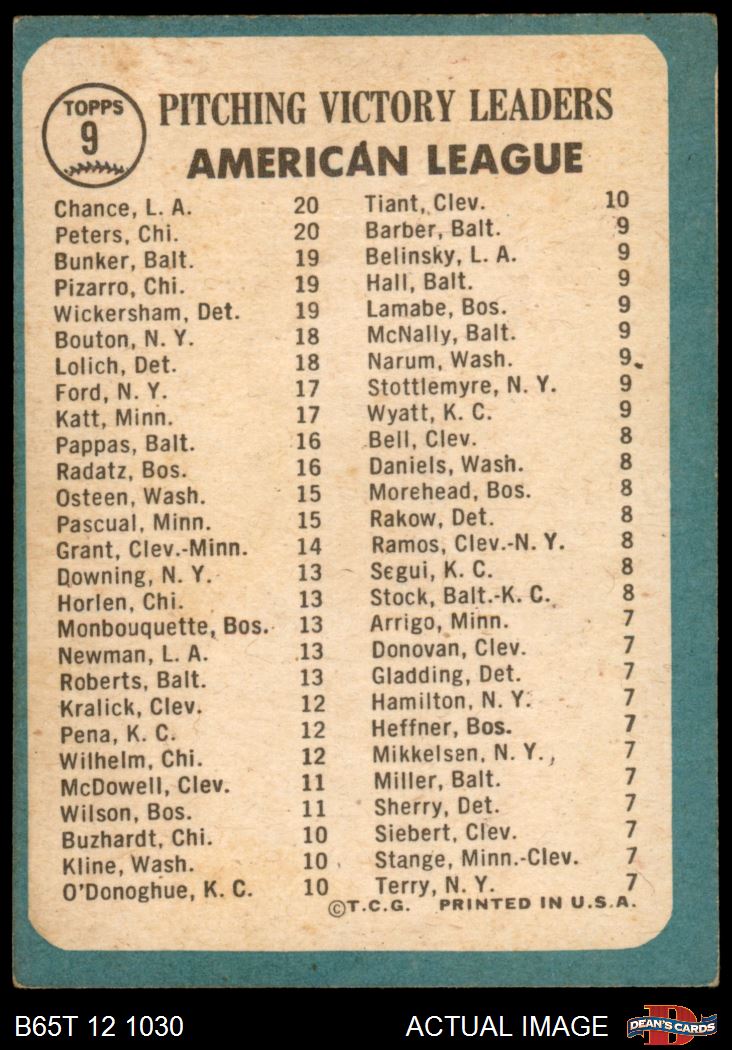 TOPPS
9
PITCHING VICTORY LEADERS
AMERICAN LEAGUE
Chance, L. A. 20
Peters, Chi. 20
Bunker, Balt. 19
Pizarro, Chi. 19
Wickersham, Det. 19
Bouton, N. Y. 18
Lolich, Det. 18
Ford, N. Y. 17
Katt, Minn. 17
Pappas, Balt. 16
Radatz, Bos. 16
Osteen, Wash. 15
Pascual, Minn. 15
Grant, Clev.-Minn. 14
Downing, N. Y. 13
Horlen, Chi. 13
Monbouquette, Bos. 13
Newman, L. A. 13
Roberts, Balt. 13
Kralick, Clev. 12
Pena, K. C. 12
Wilhelm, Chi. 12
McDowell, Clev. 11
Wilson, Bos. 11
Buzhardt, Chi. 10
Kline, Wash. 10
O'Donoghue, K. C. 10
Tiant, Clev. 10
Barber, Balt. 9
Belinsky, L. A. 9
Hall, Balt. 9
Lamabe, Bos. 9
McNally, Balt. 9
Narum, Wash. 9
Stottlemyre, N. Y. 9
Wyatt, K. C. 9
Bell, Clev. 8
Daniels, Wash. 8
Morehead, Bos. 8
Rakow, Det. 8
Ramos, Clev.-N. Y. 8
Segui, K. C. 8
Stock, Balt.-K. C. 8
Arrigo, Minn. 7
Donovan, Clev. 7
Gladding, Det. 7
Hamilton, N. Y. 7
Heffner, Bos. 7
Mikkelsen, N. Y. 7
Miller, Balt. 7
Sherry, Det. 7
Siebert, Clev. 7
Stange, Minn.-Clev. 7
Terry, N. Y. 7
©T.C.G. PRINTED IN U.S.A.
B65T 12 1030 ACTUAL IMAGE
D
DEAN'S CARDS